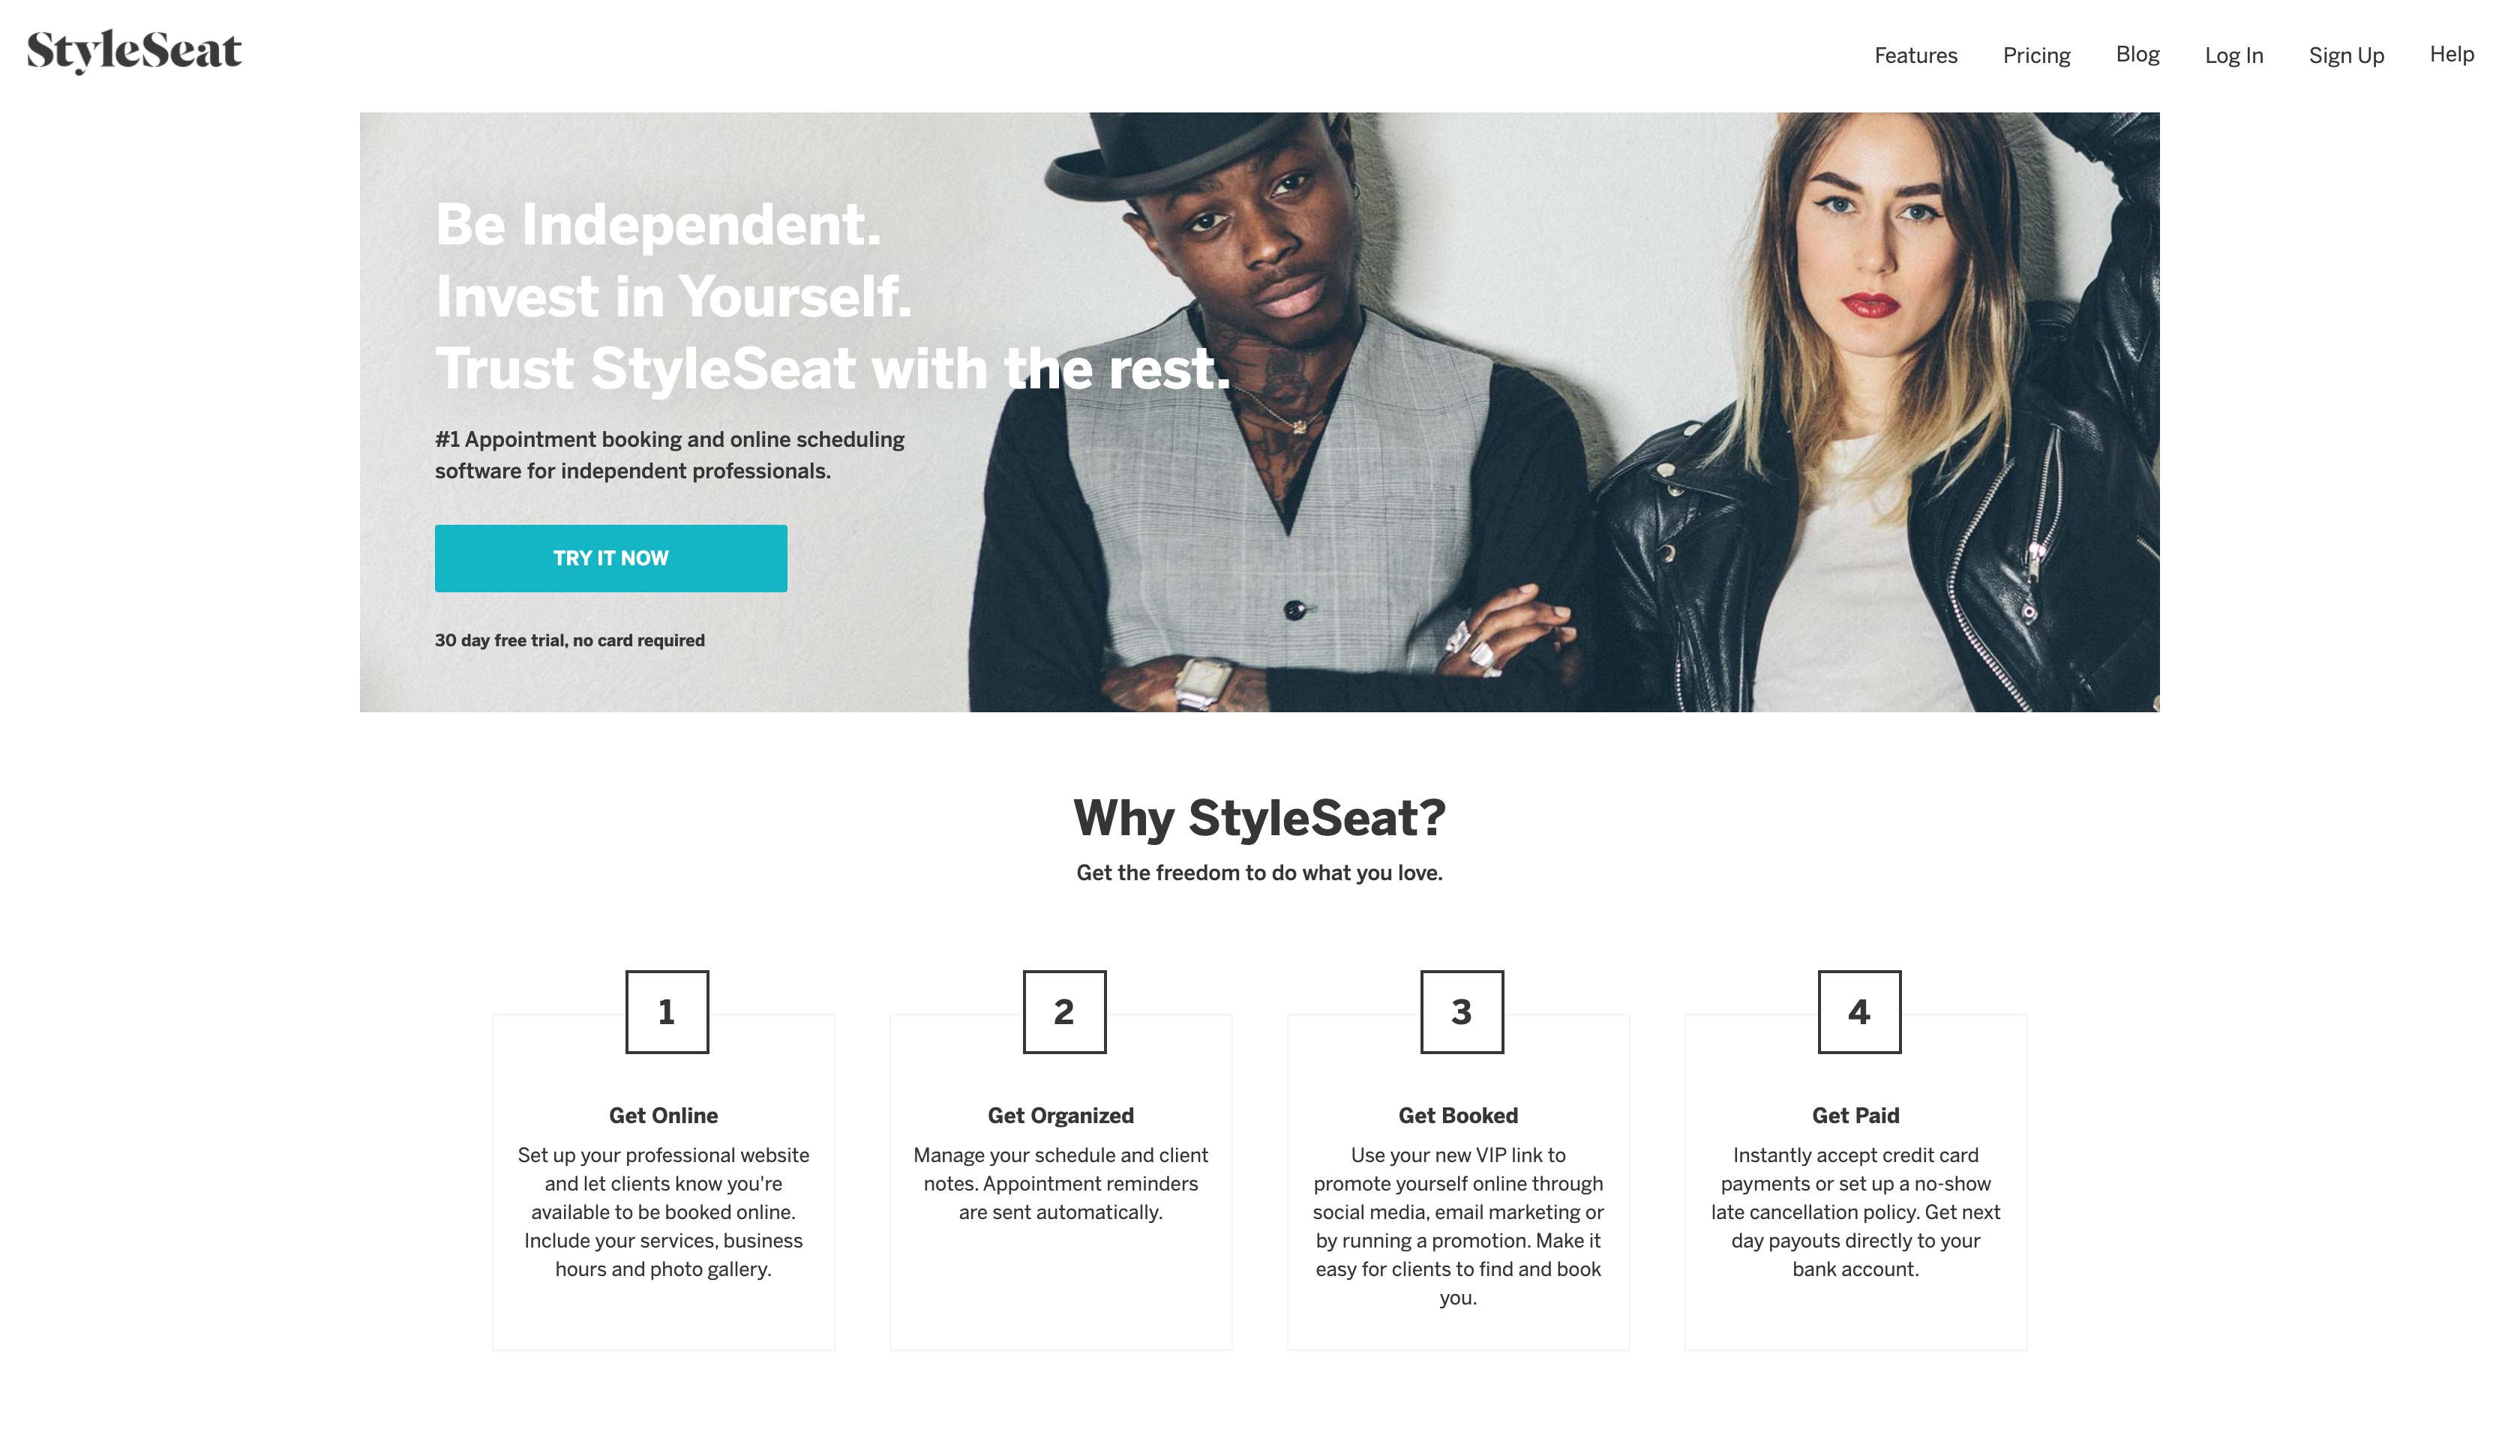 StyleSeat
Features
Pricing
Blog
Log In
Sign Up
Help
Be Independent.
Invest in Yourself.
Trust StyleSeat with the rest.
#1 Appointment booking and online scheduling
software for independent professionals.
TRY IT NOW
30 day free trial, no card required
Why StyleSeat?
Get the freedom to do what you love.
1
Get Online
Set up your professional website
and let clients know you're
available to be booked online.
Include your services, business
hours and photo gallery.
2
Get Organized
Manage your schedule and client
notes. Appointment reminders
are sent automatically.
3
Get Booked
Use your new VIP link to
promote yourself online through
social media, email marketing or
by running a promotion. Make it
easy for clients to find and book
you.
4
Get Paid
Instantly accept credit card
payments or set up a no-show
late cancellation policy. Get next
day payouts directly to your
bank account.